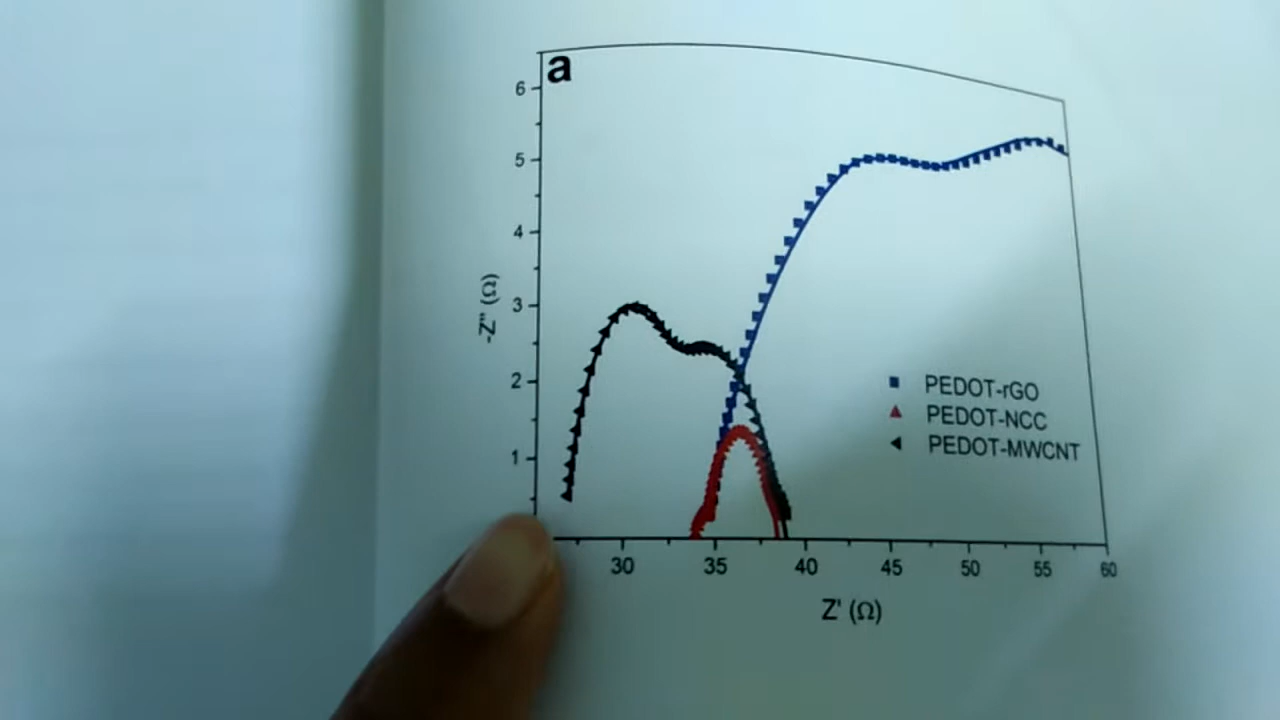 a
6
5
4
3
2
1
-Z" (Ω)
PEDOT-rGO
PEDOT-NCC
PEDOT-MWCNT
30 35 40 45 50 55 60
Z' (Ω)